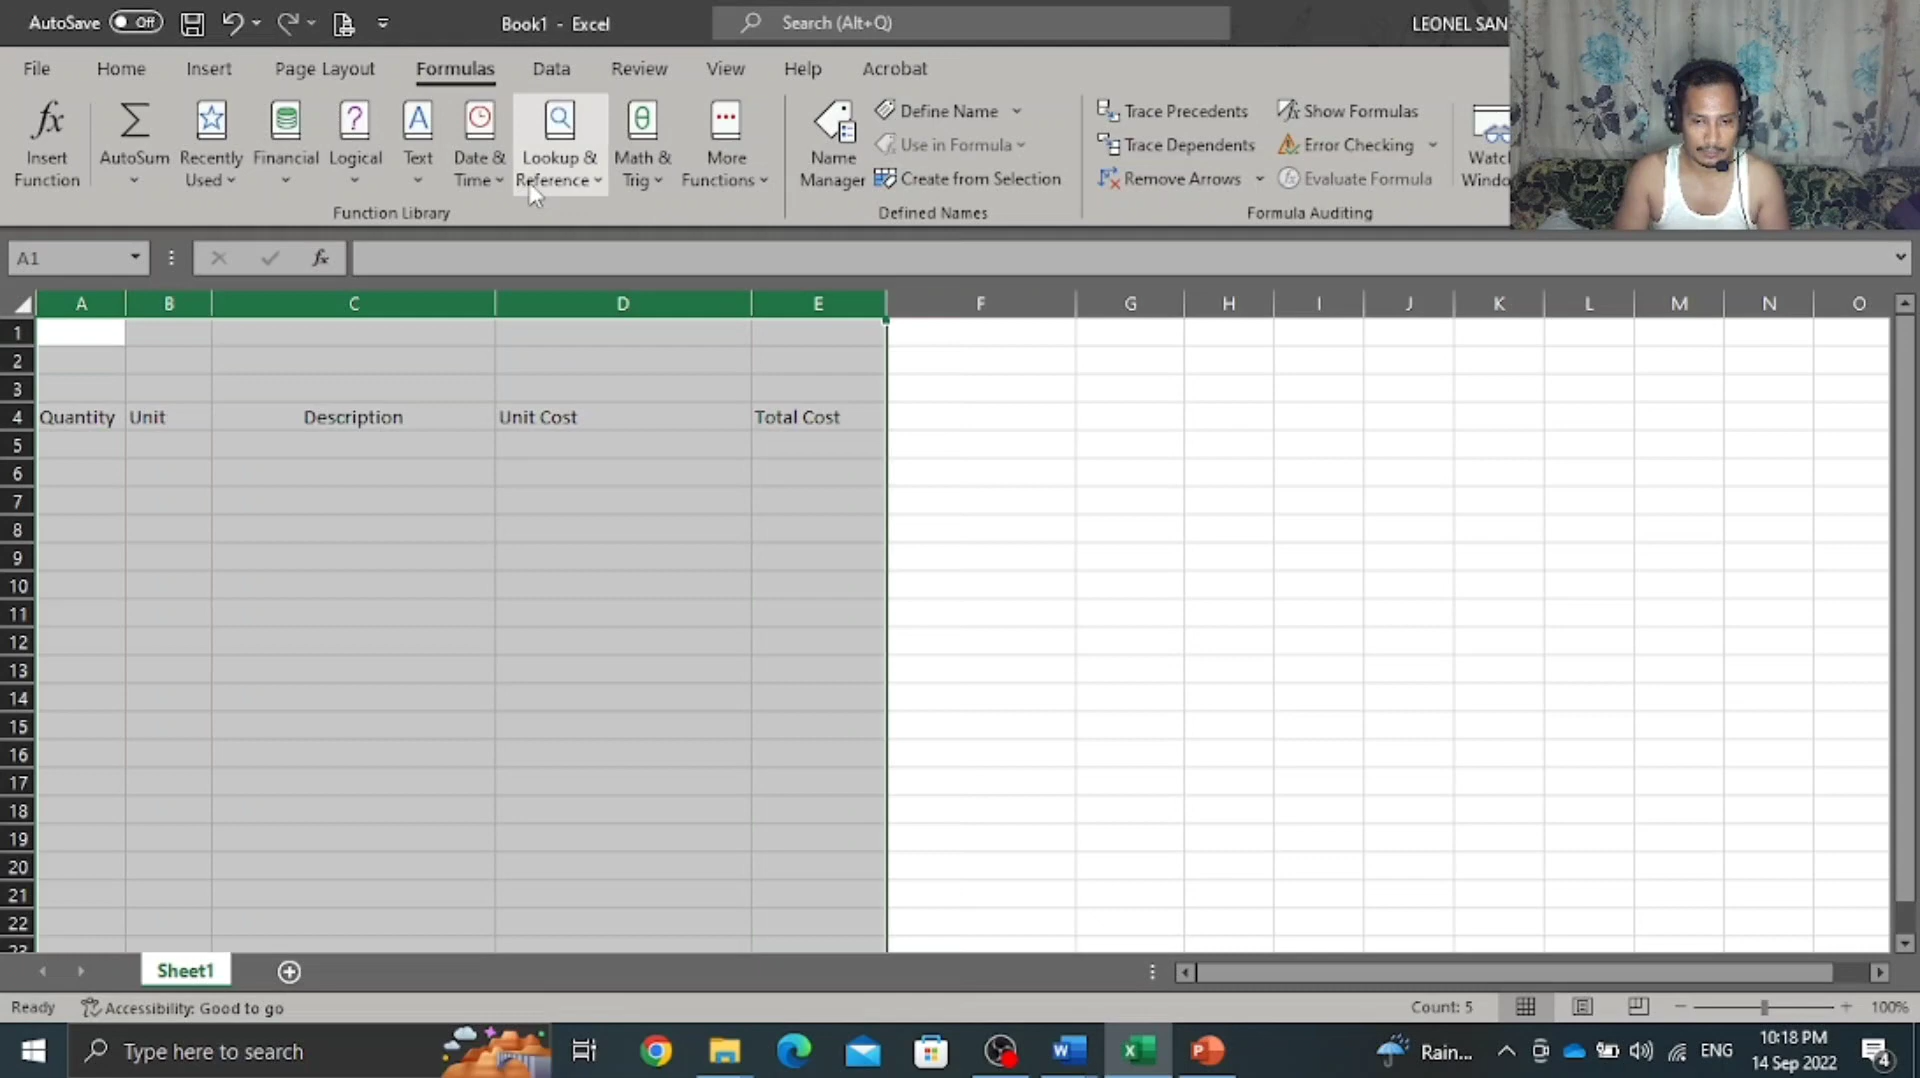 AutoSave Off Book1 - Excel Search (Alt+Q) LEONEL SAN
File Home Insert Page Layout Formulas Data Review View Help Acrobat
Insert Function
AutoSum
Recently Used
Financial
Logical
Text
Date & Time
Lookup & Reference
Math & Trig
More Functions
Function Library
Name Manager
Define Name
Use in Formula
Create from Selection
Defined Names
Trace Precedents
Trace Dependents
Remove Arrows
Show Formulas
Error Checking
Evaluate Formula
Formula Auditing
Watch
Windo
A1 fx
A B C D E F G H I J K L M N O
1
2
3
4 Quantity Unit Description Unit Cost Total Cost
5
6
7
8
9
10
11
12
13
14
15
16
17
18
19
20
21
22
23
Sheet1
Ready Accessibility: Good to go Count: 5 100%
Type here to search Rain... ENG 10:18 PM
14 Sep 2022 4